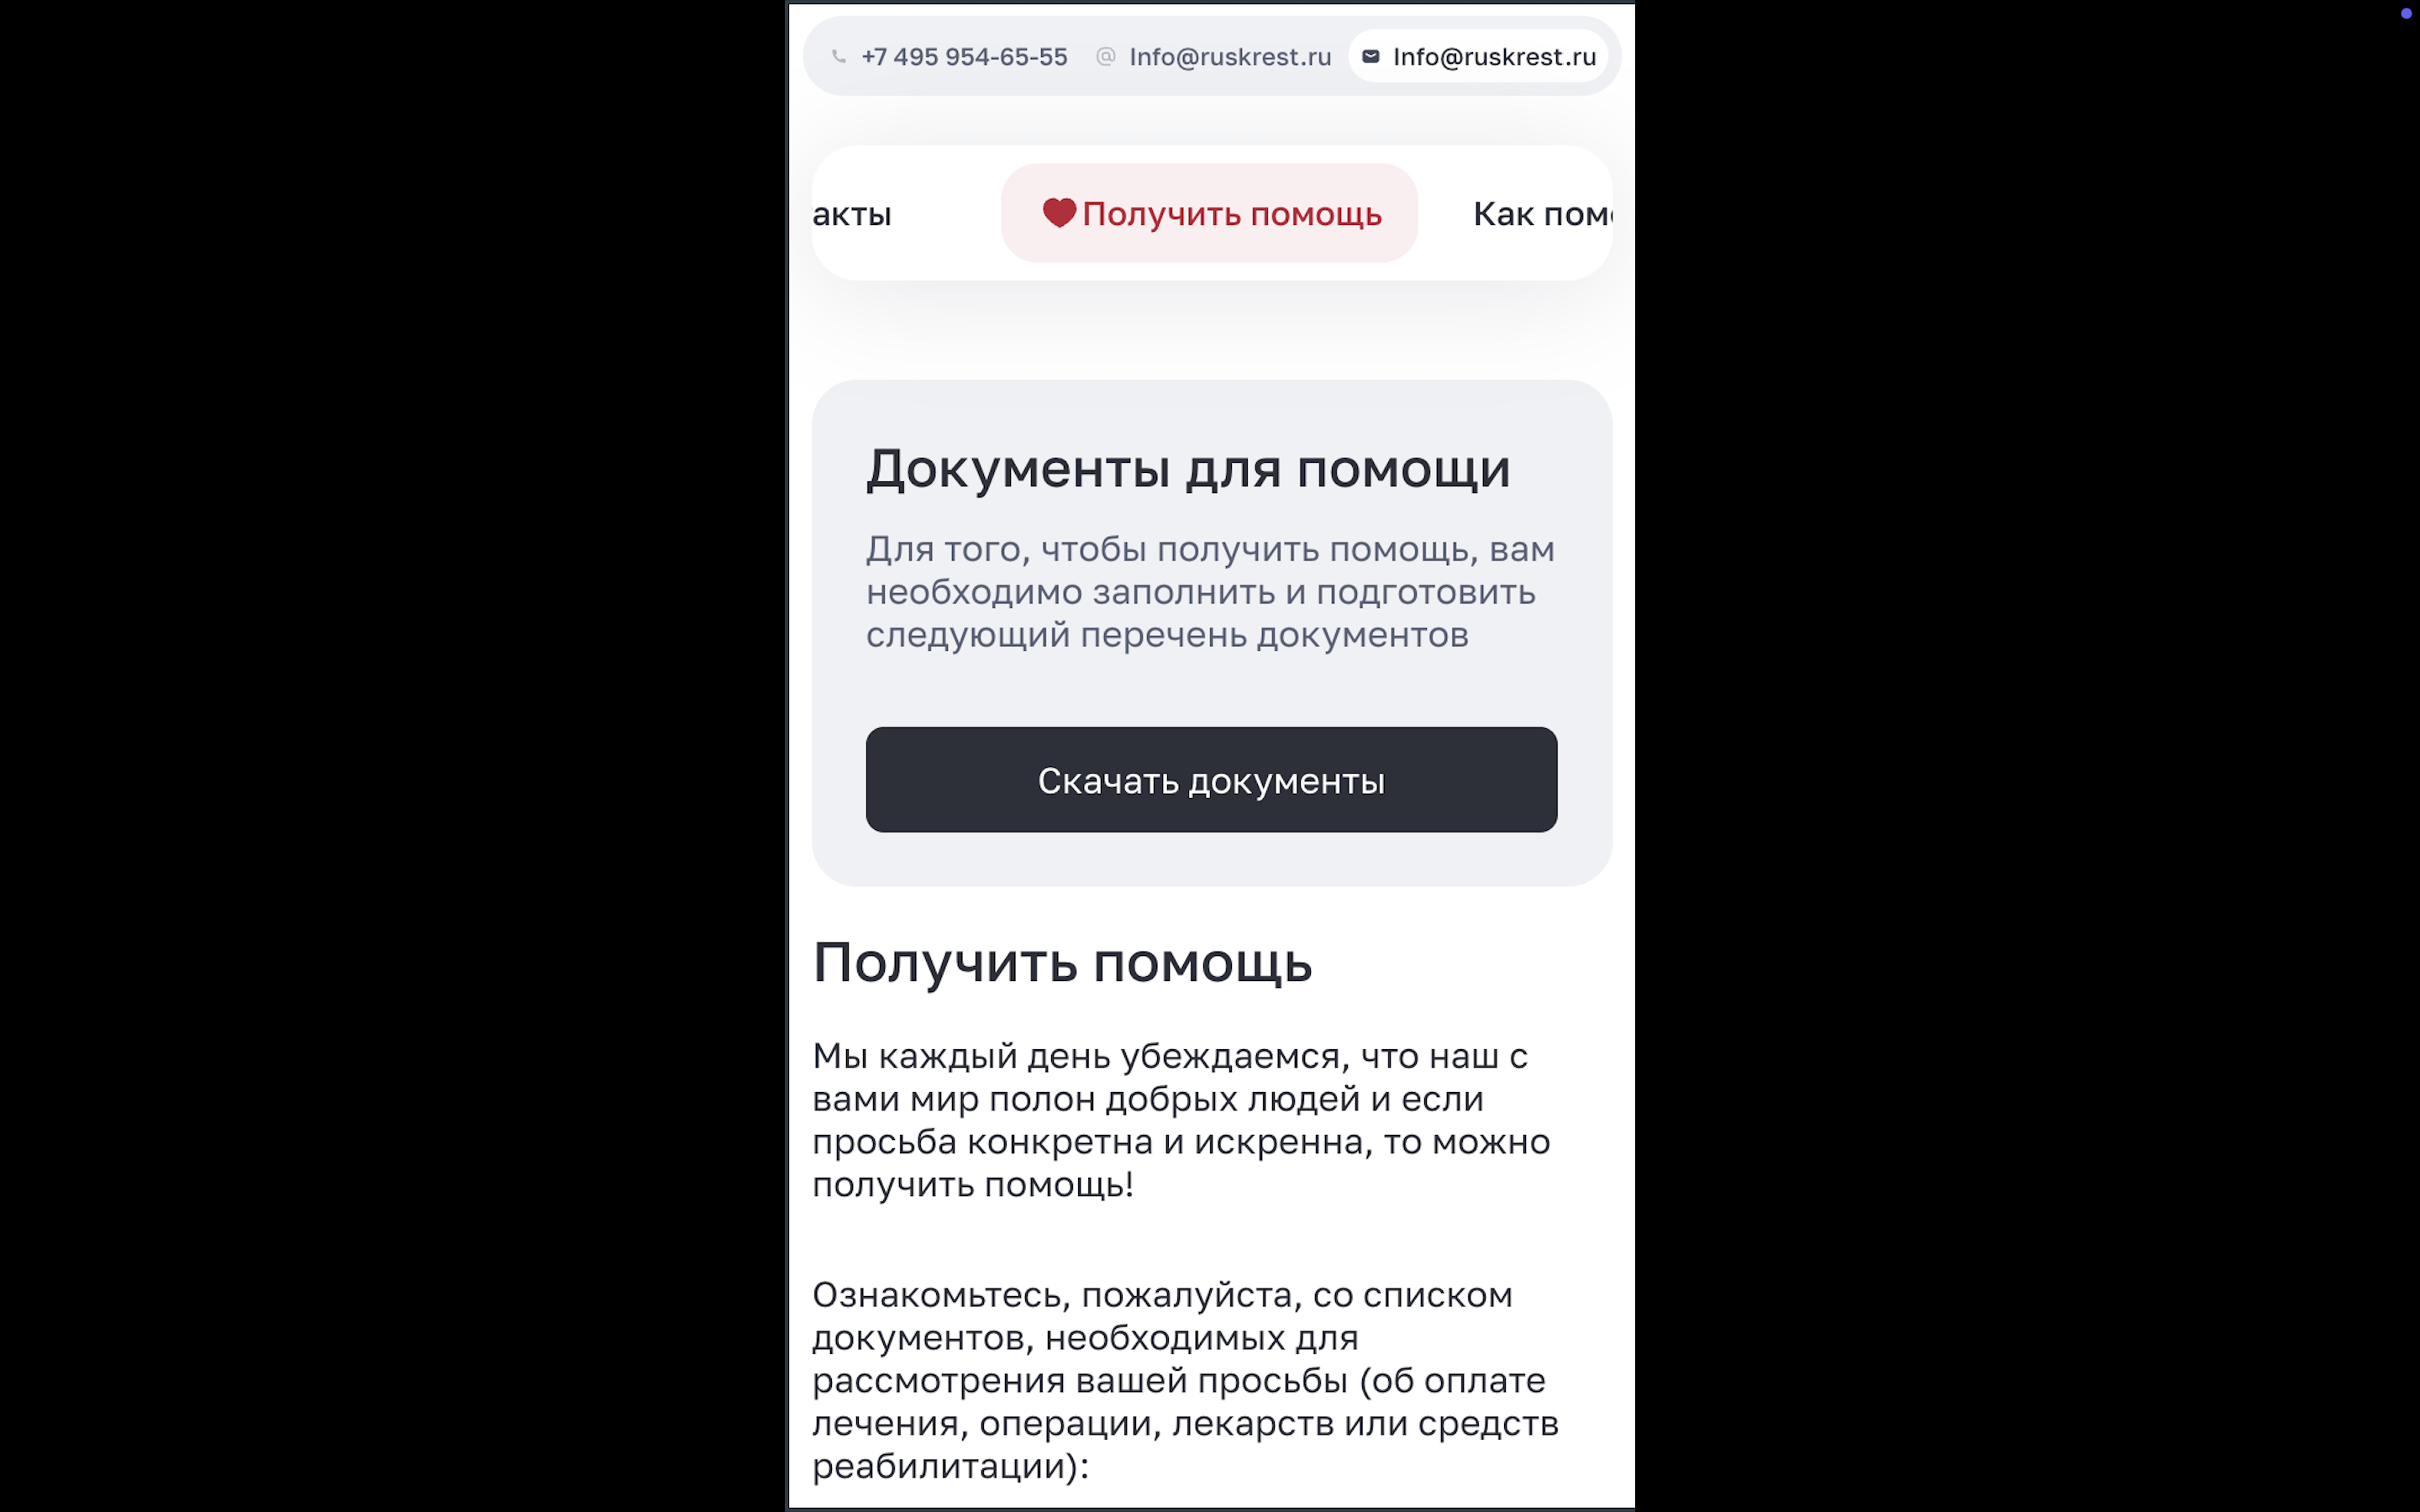 +7 495 954-65-55 Info@ruskrest.ru Info@ruskrest.ru
акты Получить помощь Как
Документы для помощи
Для того, чтобы получить помощь, вам
необходимо заполнить и подготовить
следующий перечень документов
Скачать документы
Получить помощь
Мы каждый день убеждаемся, что наш с
вами мир полон добрых людей и если
просьба конкретна и искренна, то можно
получить помощь!
Ознакомьтесь, пожалуйста, со списком
документов, необходимых для
рассмотрения вашей просьбы (об оплате
лечения, операции, лекарств или средств
реабилитации):